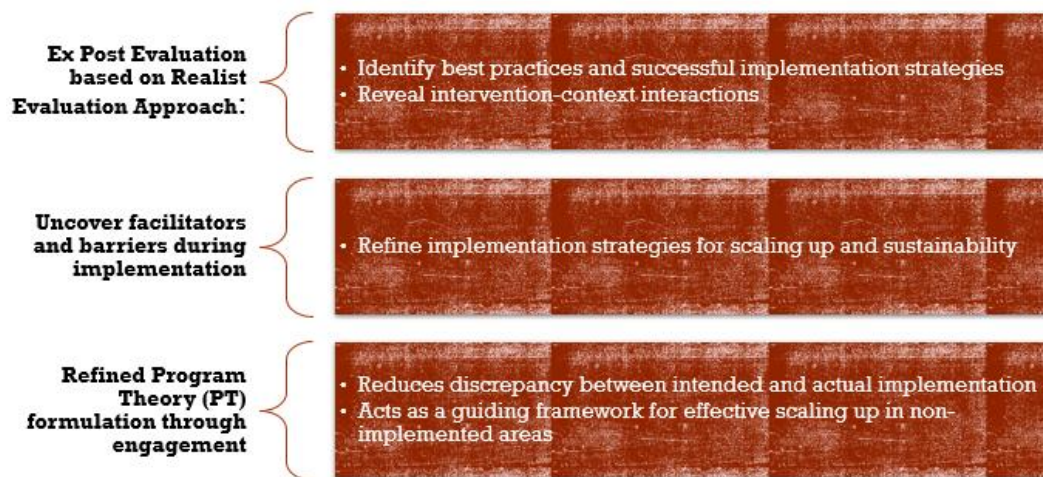 Ex Post Evaluation
based on Realist
Evaluation Approach:
• Identify best practices and successful implementation strategies
• Reveal intervention-context interactions
Uncover facilitators
and barriers during
implementation
• Refine implementation strategies for scaling up and sustainability
Refined Program
Theory (PT)
formulation through
engagement
• Reduces discrepancy between intended and actual implementation
• Acts as a guiding framework for effective scaling up in non-
implemented areas